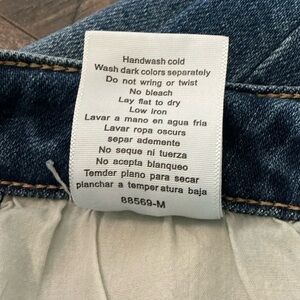 Handwash cold
Wash dark colors separately
Do not wring or twist
No bleach
Lay flat to dry
Low iron
Lavar a mano en agua fria
Lavar ropa oscurs
separ ademente
No seque ni tuerza
No acepta blanqueo
Temder plano para secar
planchar a temper atura baja
88569-M